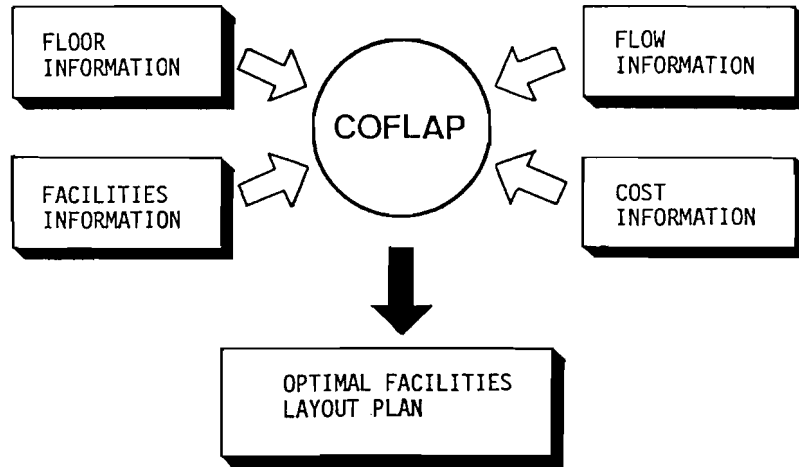 FLOOR
INFORMATION
FLOW
INFORMATION
COFLAP
FACILITIES
INFORMATION
COST
INFORMATION
OPTIMAL FACILITIES
LAYOUT PLAN